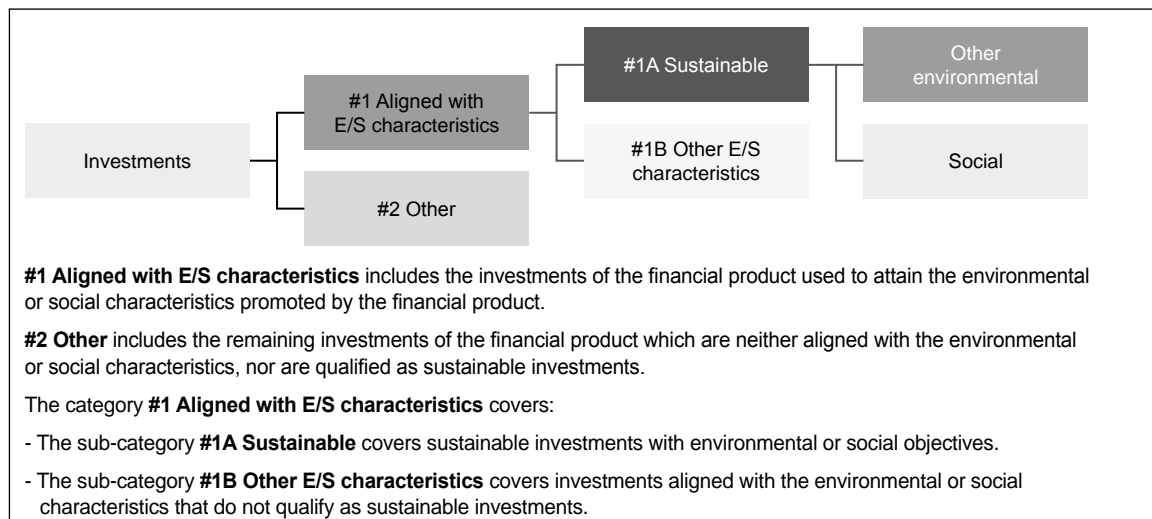 #1A Sustainable
Other
environmental
#1 Aligned with
E/S characteristics
Investments
#1B Other E/S
characteristics
Social
#2 Other
#1 Aligned with E/S characteristics includes the investments of the financial product used to attain the environmental
or social characteristics promoted by the financial product.
#2 Other includes the remaining investments of the financial product which are neither aligned with the environmental
or social characteristics, nor are qualified as sustainable investments.
The category #1 Aligned with E/S characteristics covers:
- The sub-category #1A Sustainable covers sustainable investments with environmental or social objectives.
- The sub-category #1B Other E/S characteristics covers investments aligned with the environmental or social
characteristics that do not qualify as sustainable investments.